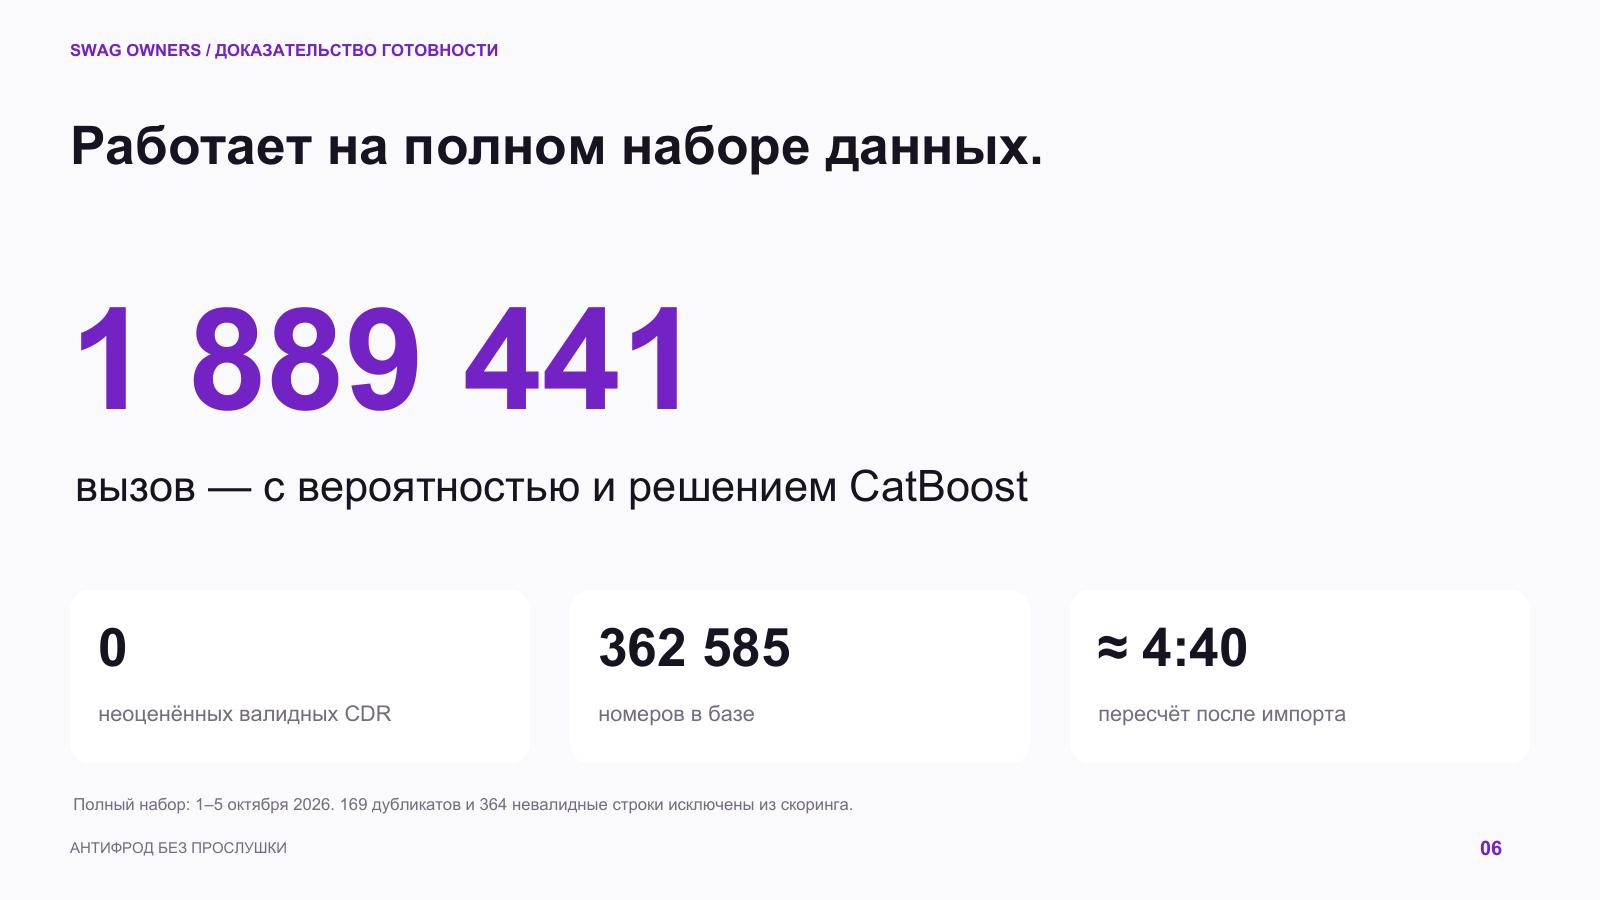 SWAG OWNERS / ДОКАЗАТЕЛЬСТВО ГОТОВНОСТИ
Работает на полном наборе данных.
1 889 441
вызов — с вероятностью и решением CatBoost
0
неоценённых валидных CDR
362 585
номеров в базе
≈ 4:40
пересчёт после импорта
Полный набор: 1–5 октября 2026. 169 дубликатов и 364 невалидные строки исключены из скоринга.
АНТИФРОД БЕЗ ПРОСЛУШКИ
06